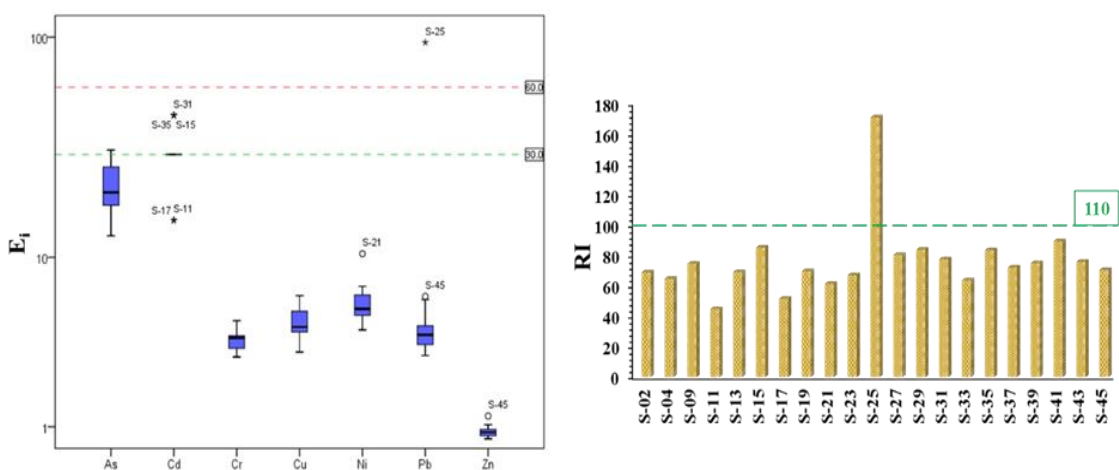 100
10
1
E_i
S-25
60.0
S-31
S-35 S-15
30.0
S-17 S-11
S-21
S-45
S-45
As Cd Cr Cu Ni Pb Zn
180
160
140
120
100
80
60
40
20
0
RI
110
S-02 S-04 S-09 S-11 S-13 S-15 S-17 S-19 S-21 S-23 S-25 S-27 S-29 S-31 S-33 S-35 S-37 S-39 S-41 S-43 S-45